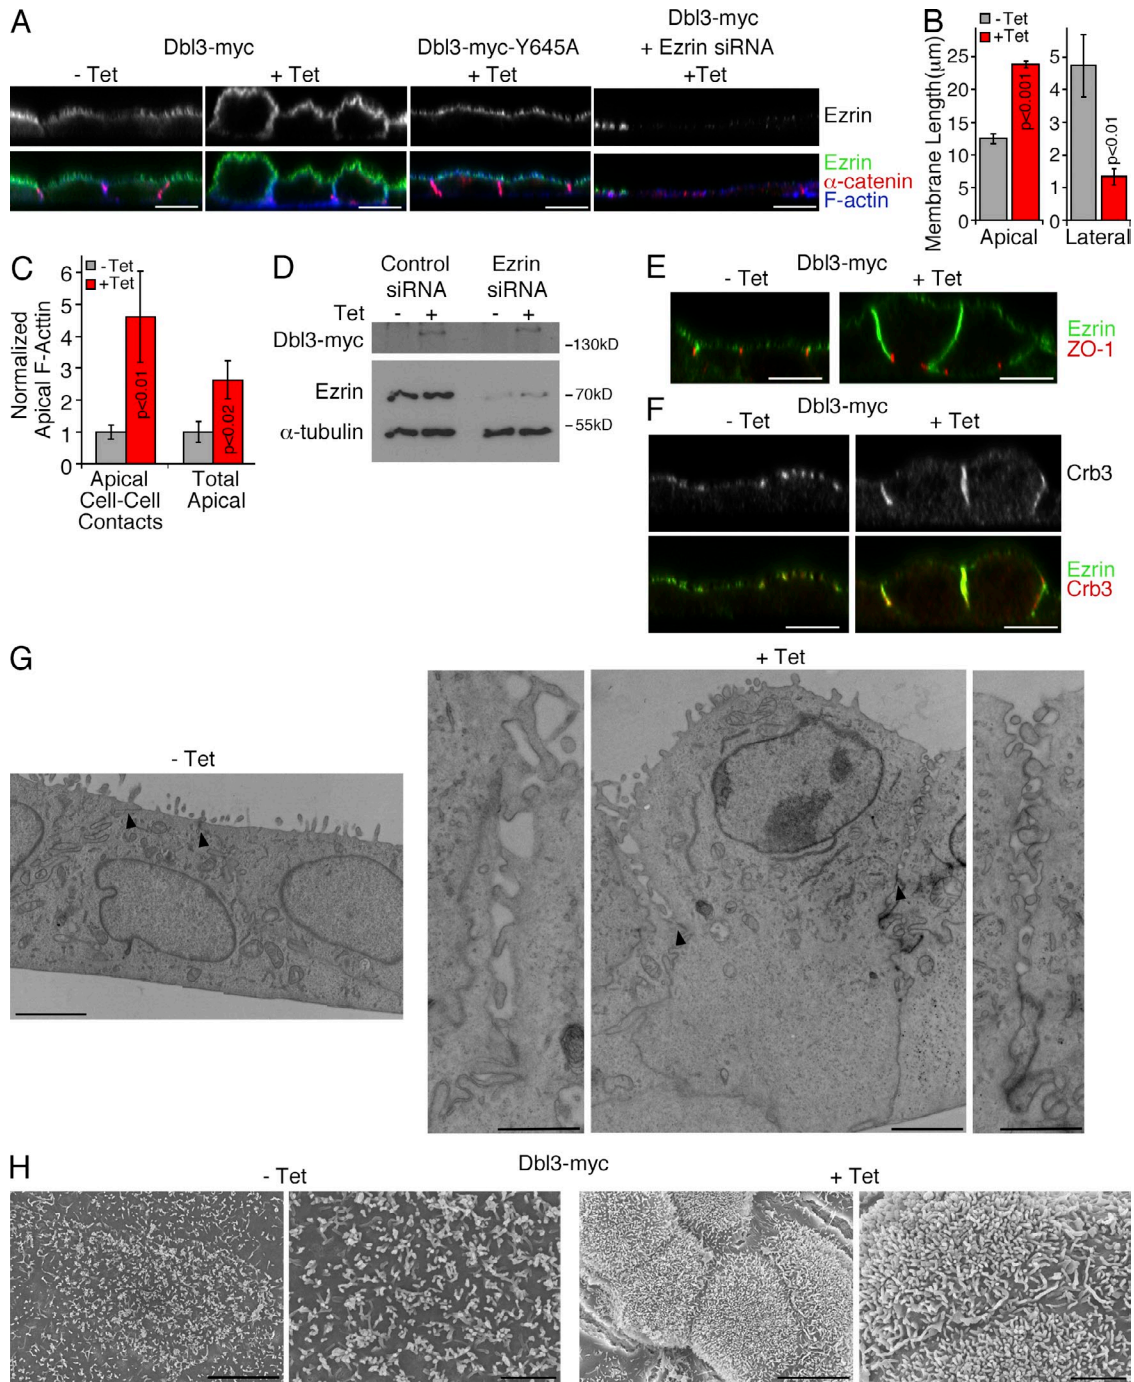 A
Dbl3-myc
Dbl3-myc-Y645A
Dbl3-myc
+ Ezrin siRNA
- Tet
+ Tet
+ Tet
+Tet
Ezrin
Ezrin
α-catenin
F-actin
B
- Tet
+Tet
Membrane Length(μm)
25
20
15
10
5
0
p<0.001
Apical
5
4
3
2
1
0
p<0.01
Lateral
C
-Tet
+Tet
Normalized
Apical F-Acttin
6
5
4
3
2
1
0
p<0.01
p<0.02
Apical
Cell-Cell
Contacts
Total
Apical
D
Control
siRNA
Ezrin
siRNA
Tet - + - +
Dbl3-myc
-130kD
Ezrin
-70kD
α-tubulin
-55kD
E
Dbl3-myc
- Tet
+ Tet
Ezrin
ZO-1
F
Dbl3-myc
- Tet
+ Tet
Crb3
Ezrin
Crb3
G
- Tet
+ Tet
H
Dbl3-myc
- Tet
+ Tet